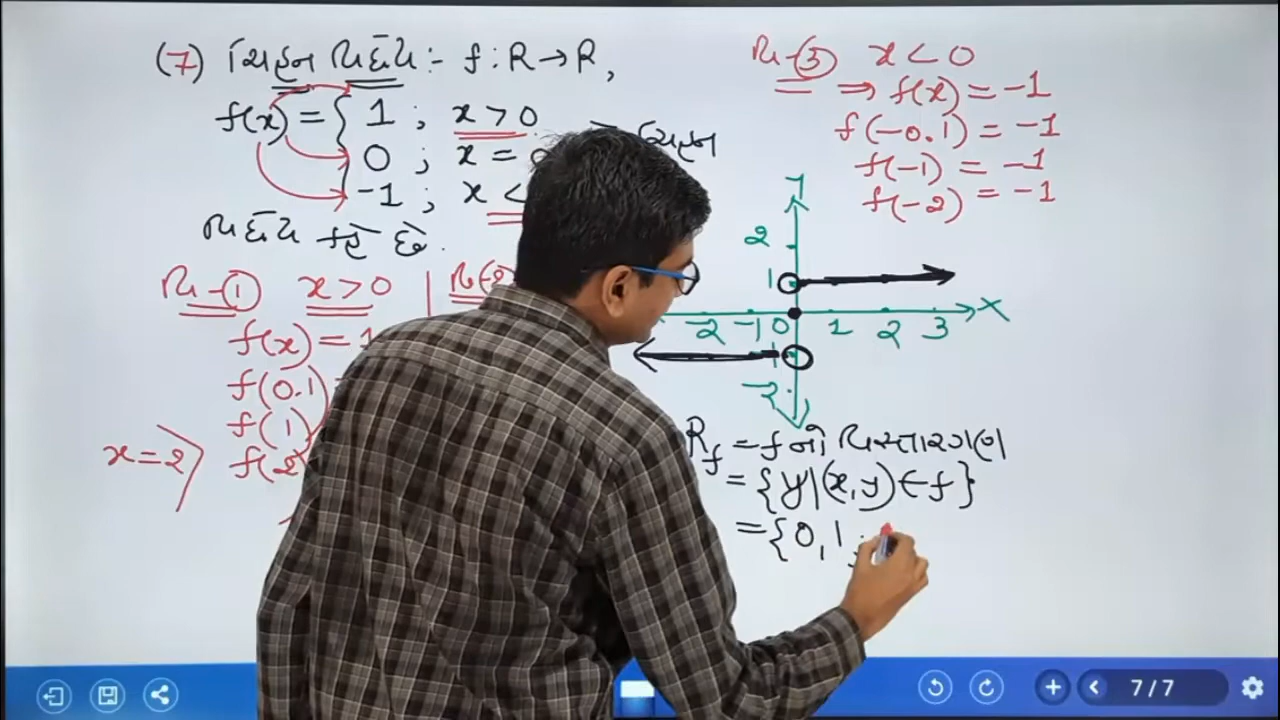 (7) ચિહ્ન વિધેય:- f: R → R,
f(x) = { 1 ; x > 0
0 ; x =
-1 ; x <
ચિહ્ન
વિધેય કહે છે.
વિ-① x > 0
f(x) = 1
f(0.1)
f(1)
x = 2 f(2)
વિ-③ x < 0
⇒ f(x) = -1
f(-0.1) = -1
f(-1) = -1
f(-2) = -1
2
1
-2 -1 0 1 2 3 X
-1
-2
R_f = f નો વિસ્તારગણ
= {y|(x,y) ∈ f}
= {0, 1,
7/7